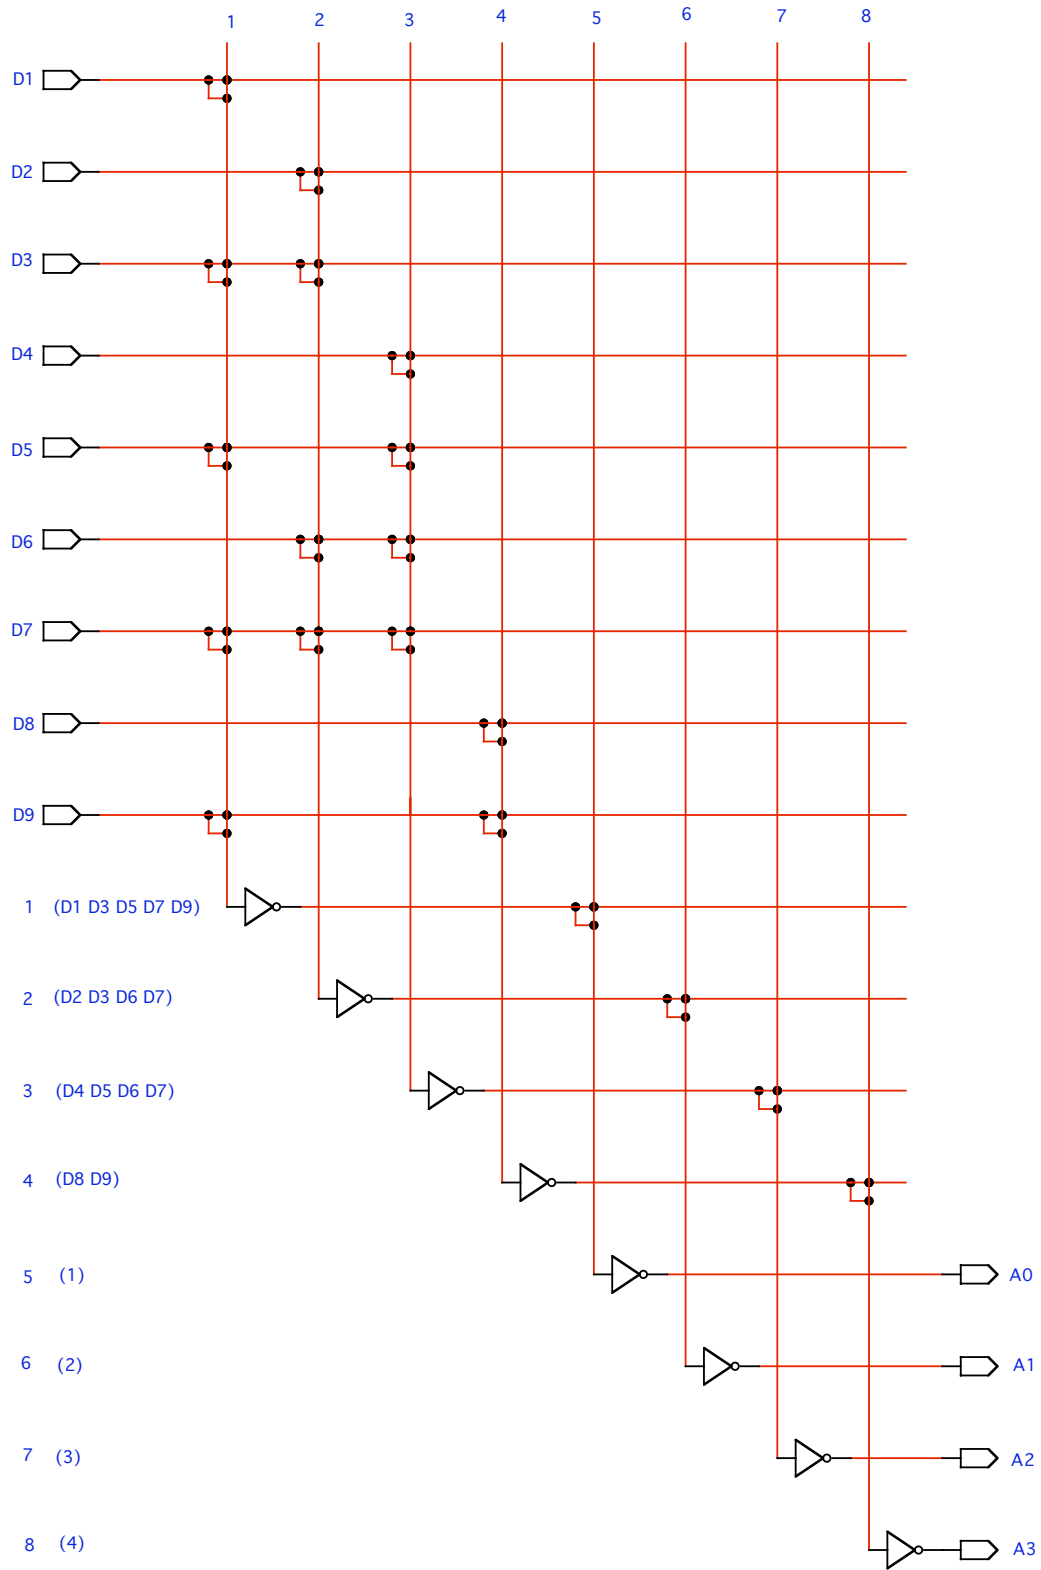 1 2 3 4 5 6 7 8
D1
D2
D3
D4
D5
D6
D7
D8
D9
1 (D1 D3 D5 D7 D9)
2 (D2 D3 D6 D7)
3 (D4 D5 D6 D7)
4 (D8 D9)
5 (1) A0
6 (2) A1
7 (3) A2
8 (4) A3